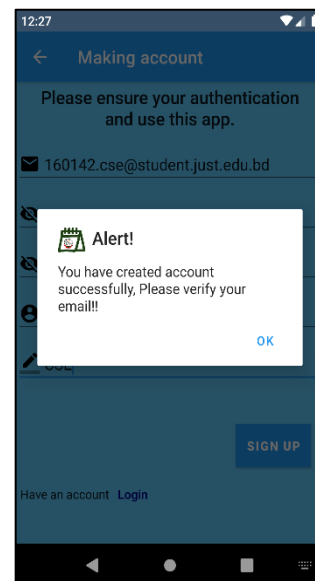 12:27
Making account
Please ensure your authentication
and use this app.
160142.cse@student.just.edu.bd
Alert!
You have created account
successfully, Please verify your
email!!
OK
CSE
SIGN UP
Have an account Login